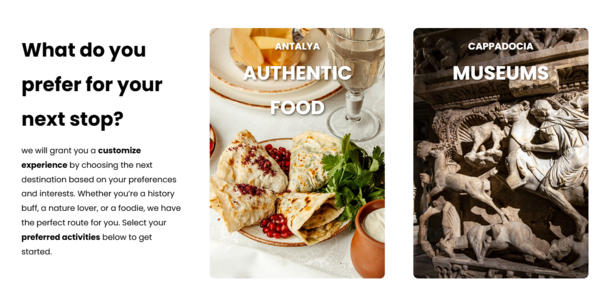 What do you
prefer for your
next stop?
we will grant you a customize
experience by choosing the next
destination based on your preferences
and interests. Whether you're a history
buff, a nature lover, or a foodie, we have
the perfect route for you. Select your
preferred activities below to get
started.
ANTALYA
AUTHENTIC
FOOD
CAPPADOCIA
MUSEUMS